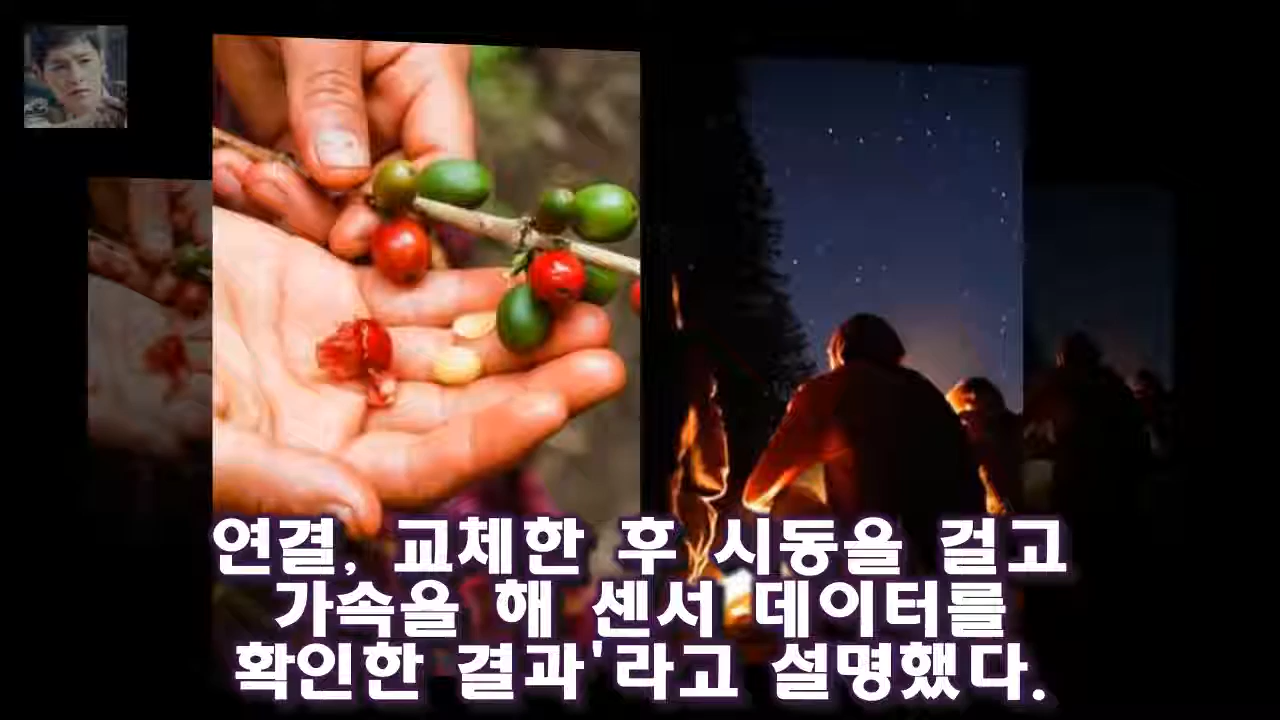 연결, 교체한 후 시동을 걸고
가속을 해 센서 데이터를
확인한 결과'라고 설명했다.